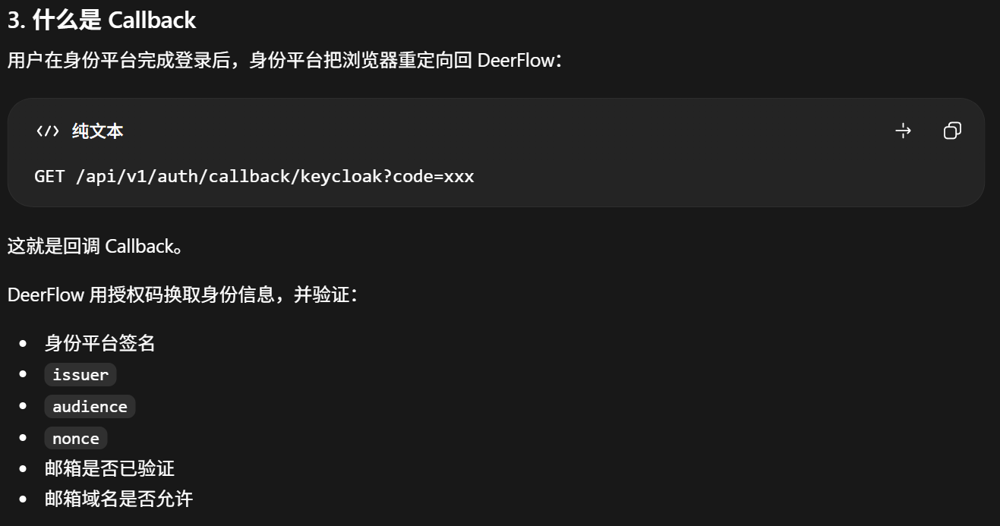 3. 什么是 Callback
用户在身份平台完成登录后，身份平台把浏览器重定向回 DeerFlow：
纯文本
GET /api/v1/auth/callback/keycloak?code=xxx
这就是回调 Callback。
DeerFlow 用授权码换取身份信息，并验证：
身份平台签名
issuer
audience
nonce
邮箱是否已验证
邮箱域名是否允许